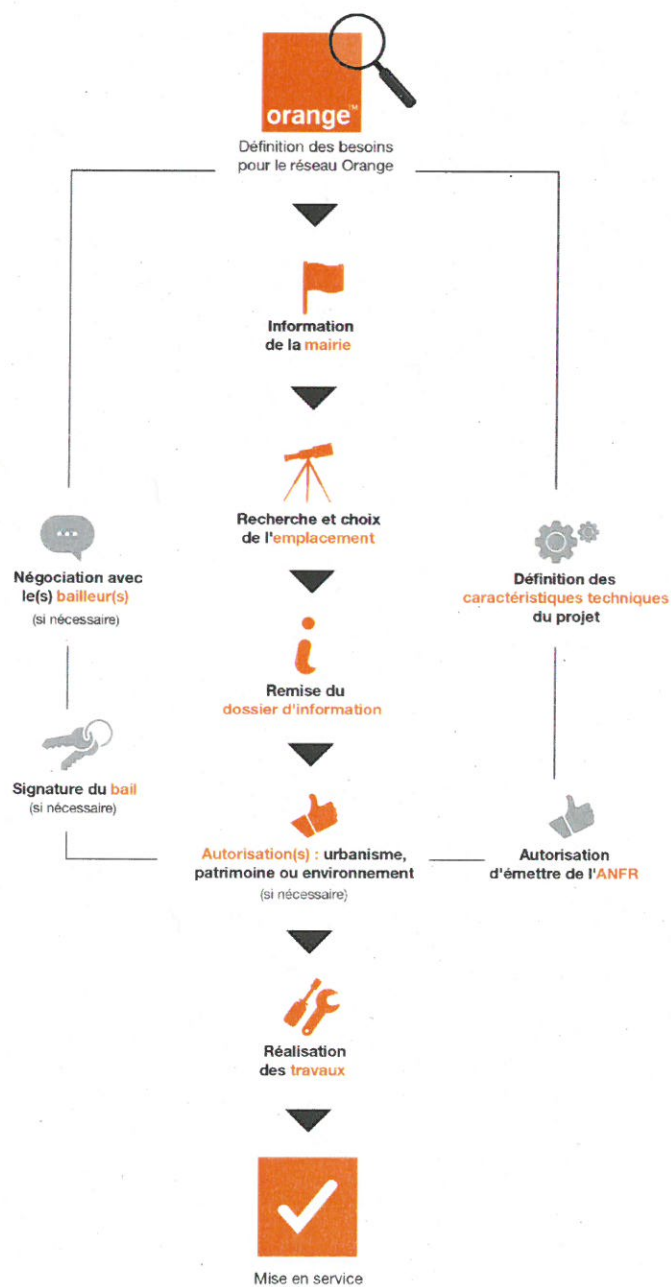 orange™
Définition des besoins
pour le réseau Orange
Information
de la mairie
Recherche et choix
de l'emplacement
Négociation avec
le(s) bailleur(s)
(si nécessaire)
Définition des
caractéristiques techniques
du projet
Remise du
dossier d'information
Signature du bail
(si nécessaire)
Autorisation(s) : urbanisme,
patrimoine ou environnement
(si nécessaire)
Autorisation
d'émettre de l'ANFR
Réalisation
des travaux
Mise en service